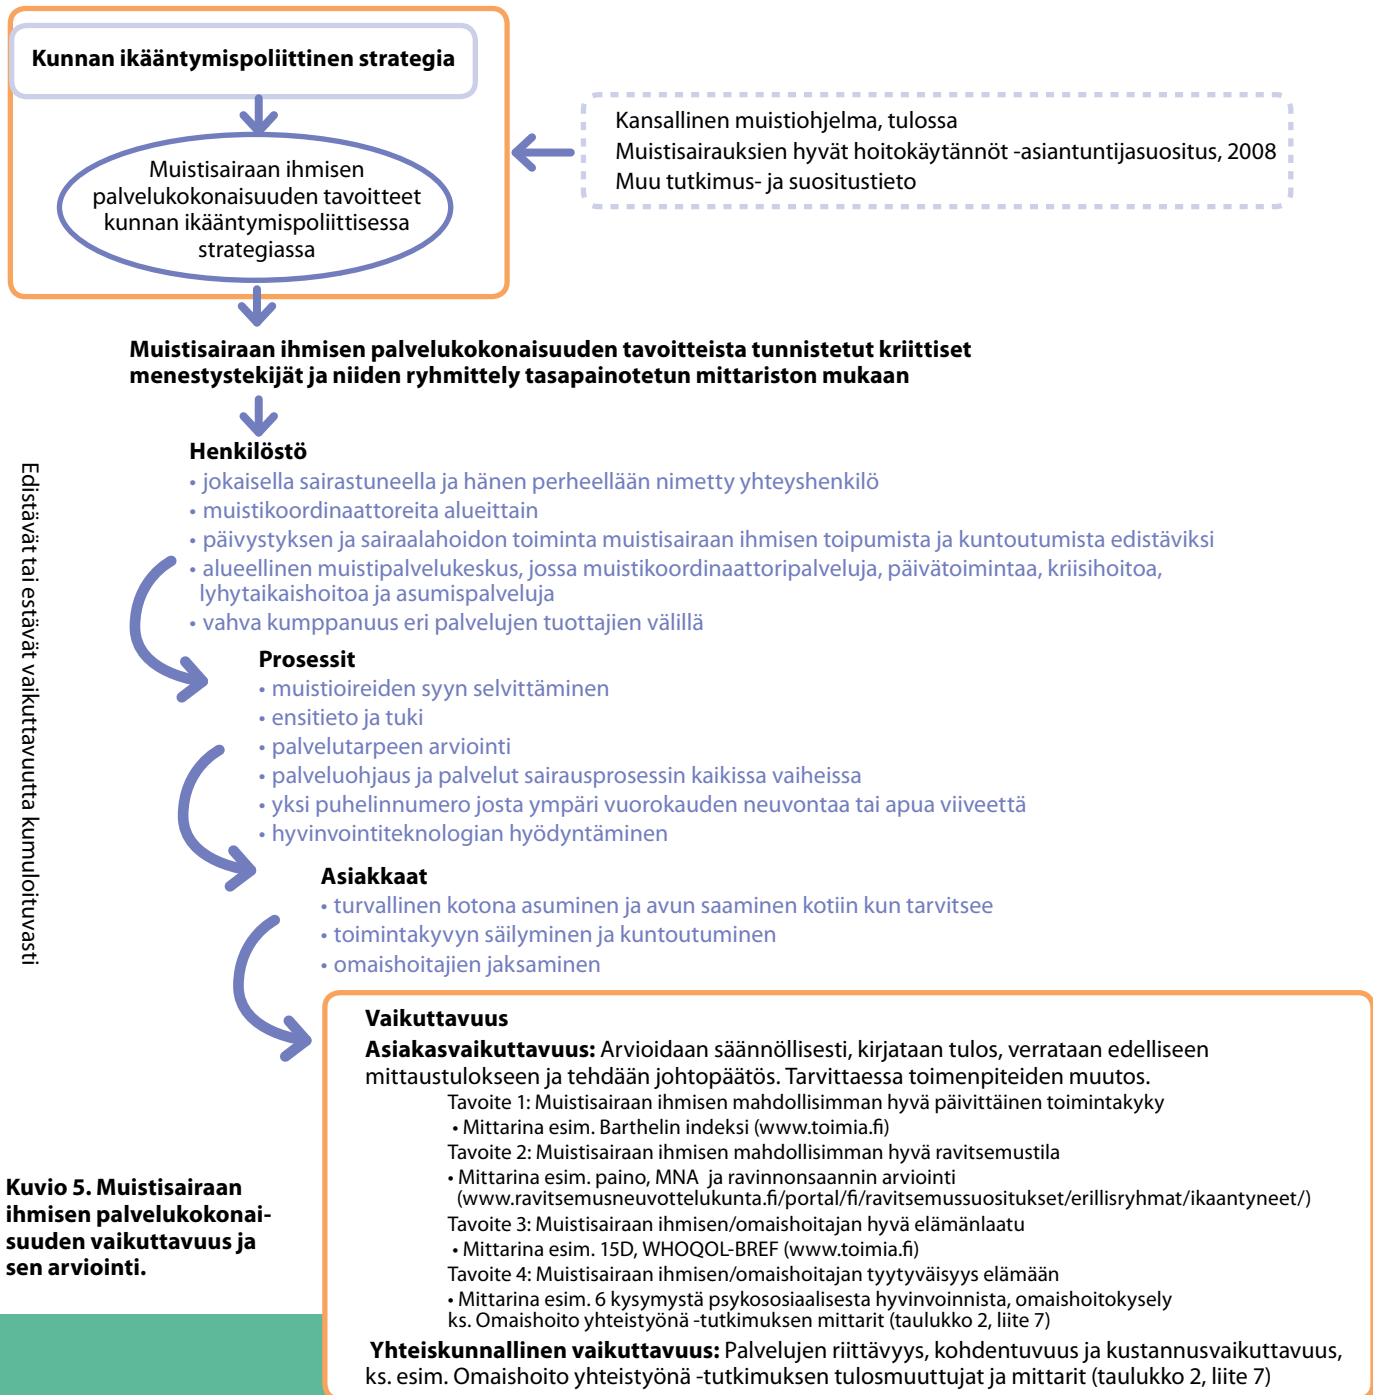 Kunnan ikääntymispoliittinen strategia
Muistisairaan ihmisen
palvelukokonaisuuden tavoitteet
kunnan ikääntymispoliittisessa
strategiassa
Kansallinen muistiohjelma, tulossa
Muistisairauksien hyvät hoitokäytännöt -asiantuntijasuositus, 2008
Muu tutkimus- ja suositustieto
Muistisairaan ihmisen palvelukokonaisuuden tavoitteista tunnistetut kriittiset
menestystekijät ja niiden ryhmittely tasapainotetun mittariston mukaan
Edistävät tai estävät vaikuttavuutta kumuloituvasti
Henkilöstö
• jokaisella sairastuneella ja hänen perheellään nimetty yhteyshenkilö
• muistikoordinaattoreita alueittain
• päivystyksen ja sairaalahoidon toiminta muistisairaan ihmisen toipumista ja kuntoutumista edistäviksi
• alueellinen muistipalvelukeskus, jossa muistikoordinaattoripalveluja, päivätoimintaa, kriisihoitoa,
lyhytaikaishoitoa ja asumispalveluja
• vahva kumppanuus eri palvelujen tuottajien välillä
Prosessit
• muistioireiden syyn selvittäminen
• ensitieto ja tuki
• palvelutarpeen arviointi
• palveluohjaus ja palvelut sairausprosessin kaikissa vaiheissa
• yksi puhelinnumero josta ympäri vuorokauden neuvontaa tai apua viiveettä
• hyvinvointiteknologian hyödyntäminen
Asiakkaat
• turvallinen kotona asuminen ja avun saaminen kotiin kun tarvitsee
• toimintakyvyn säilyminen ja kuntoutuminen
• omaishoitajien jaksaminen
Vaikuttavuus
Asiakasvaikuttavuus: Arvioidaan säännöllisesti, kirjataan tulos, verrataan edelliseen
mittaustulokseen ja tehdään johtopäätös. Tarvittaessa toimenpiteiden muutos.
Tavoite 1: Muistisairaan ihmisen mahdollisimman hyvä päivittäinen toimintakyky
• Mittarina esim. Barthelin indeksi (www.toimia.fi)
Tavoite 2: Muistisairaan ihmisen mahdollisimman hyvä ravitsemustila
• Mittarina esim. paino, MNA ja ravinnonsaannin arviointi
(www.ravitsemusneuvottelukunta.fi/portal/fi/ravitsemussuositukset/erillisryhmat/ikaantyneet/)
Tavoite 3: Muistisairaan ihmisen/omaishoitajan hyvä elämänlaatu
• Mittarina esim. 15D, WHOQOL-BREF (www.toimia.fi)
Tavoite 4: Muistisairaan ihmisen/omaishoitajan tyytyväisyys elämään
• Mittarina esim. 6 kysymystä psykososiaalisesta hyvinvoinnista, omaishoitokysely
ks. Omaishoito yhteistyönä -tutkimuksen mittarit (taulukko 2, liite 7)
Yhteiskunnallinen vaikuttavuus: Palvelujen riittävyys, kohdentuvuus ja kustannusvaikuttavuus,
ks. esim. Omaishoito yhteistyönä -tutkimuksen tulosmuuttujat ja mittarit (taulukko 2, liite 7)
Kuvio 5. Muistisairaan
ihmisen palvelukokonai-
suuden vaikuttavuus ja
sen arviointi.